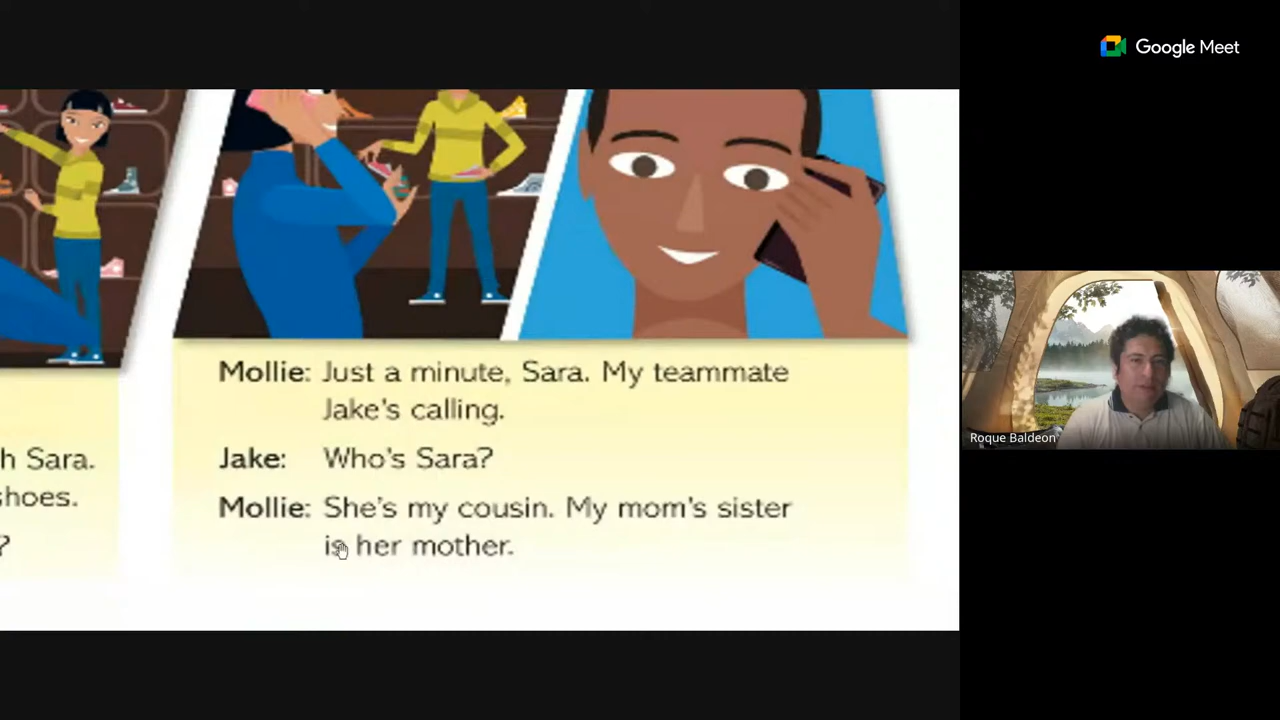 Google Meet
Mollie: Just a minute, Sara. My teammate
Jake's calling.
h Sara.
Jake: Who's Sara?
shoes.
Mollie: She's my cousin. My mom's sister
?
is her mother.
Roque Baldeon